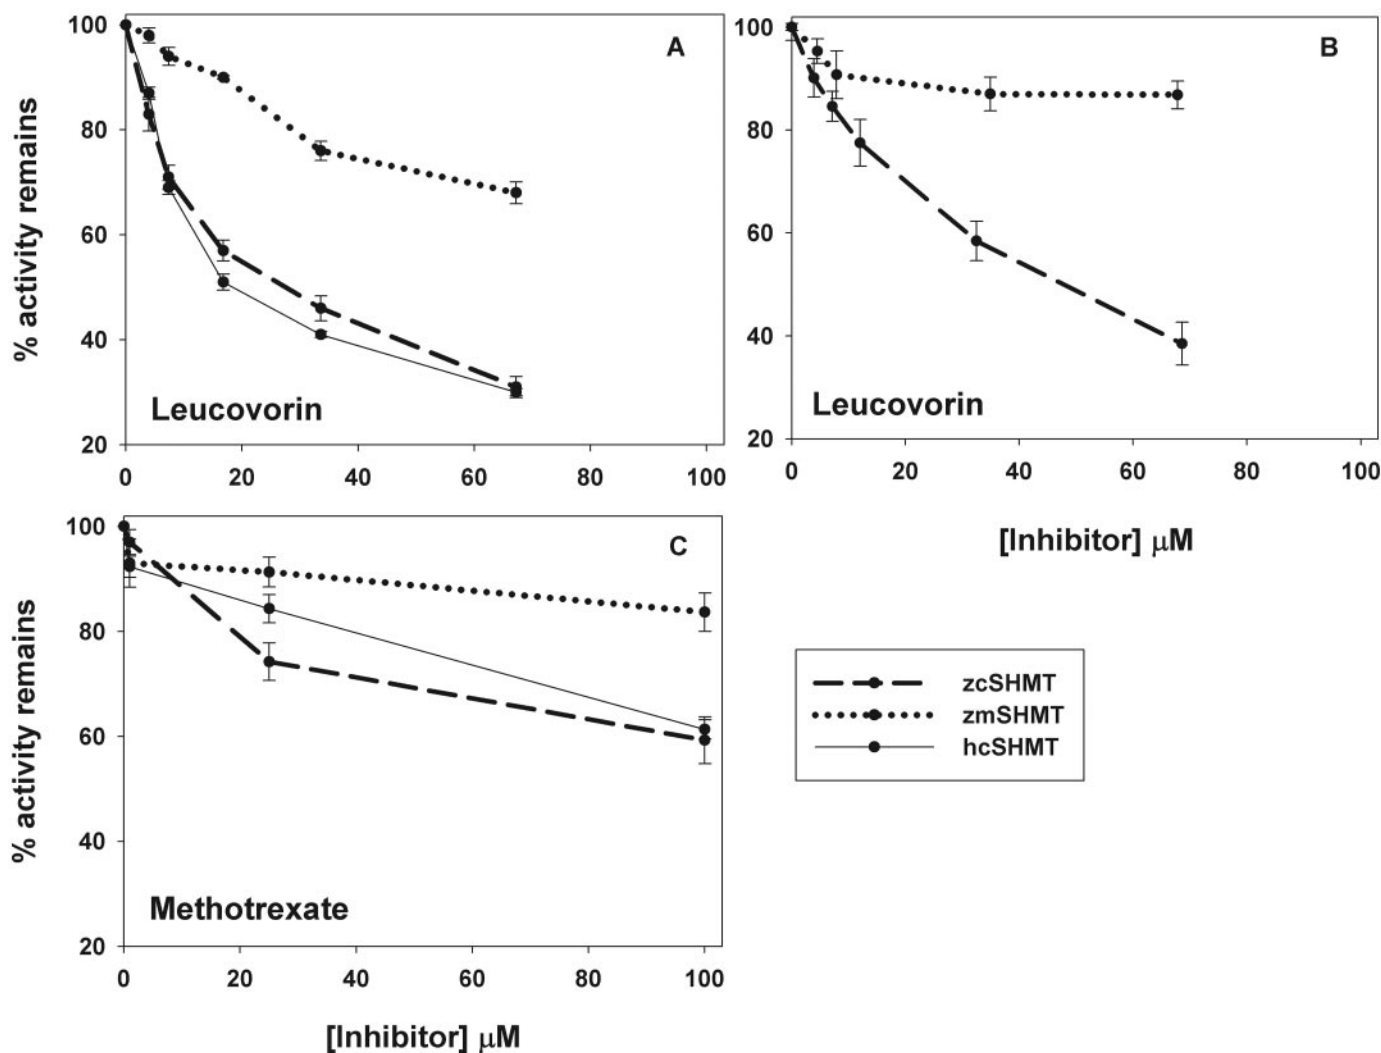 A
% activity remains
100
80
60
40
20
Leucovorin
0 20 40 60 80 100
B
100
80
60
40
20
Leucovorin
0 20 40 60 80 100
[Inhibitor] μM
C
% activity remains
100
80
60
40
20
Methotrexate
0 20 40 60 80 100
[Inhibitor] μM
zcSHMT
zmSHMT
hcSHMT